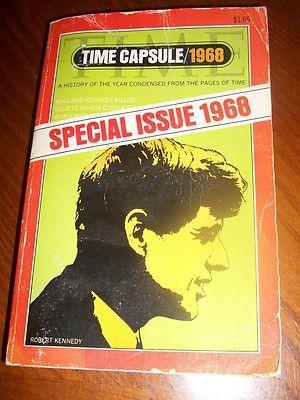 $1.65
TIME
TIME CAPSULE/1968
A HISTORY OF THE YEAR CONDENSED FROM THE PAGES OF TIME
KING AND KENNEDY KILLED
SOVIETS INVADE
WORLD
SPECIAL ISSUE 1968
ROBERT KENNEDY